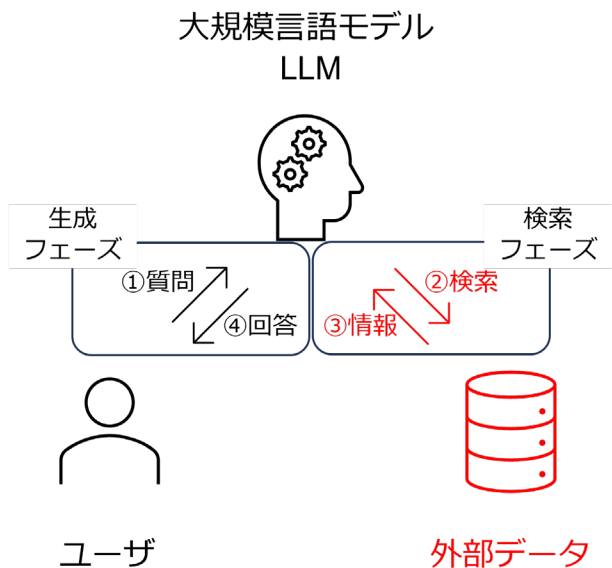 大規模言語モデル
LLM
生成
フェーズ
検索
フェーズ
①質問
②検索
④回答
③情報
ユーザ
外部データ